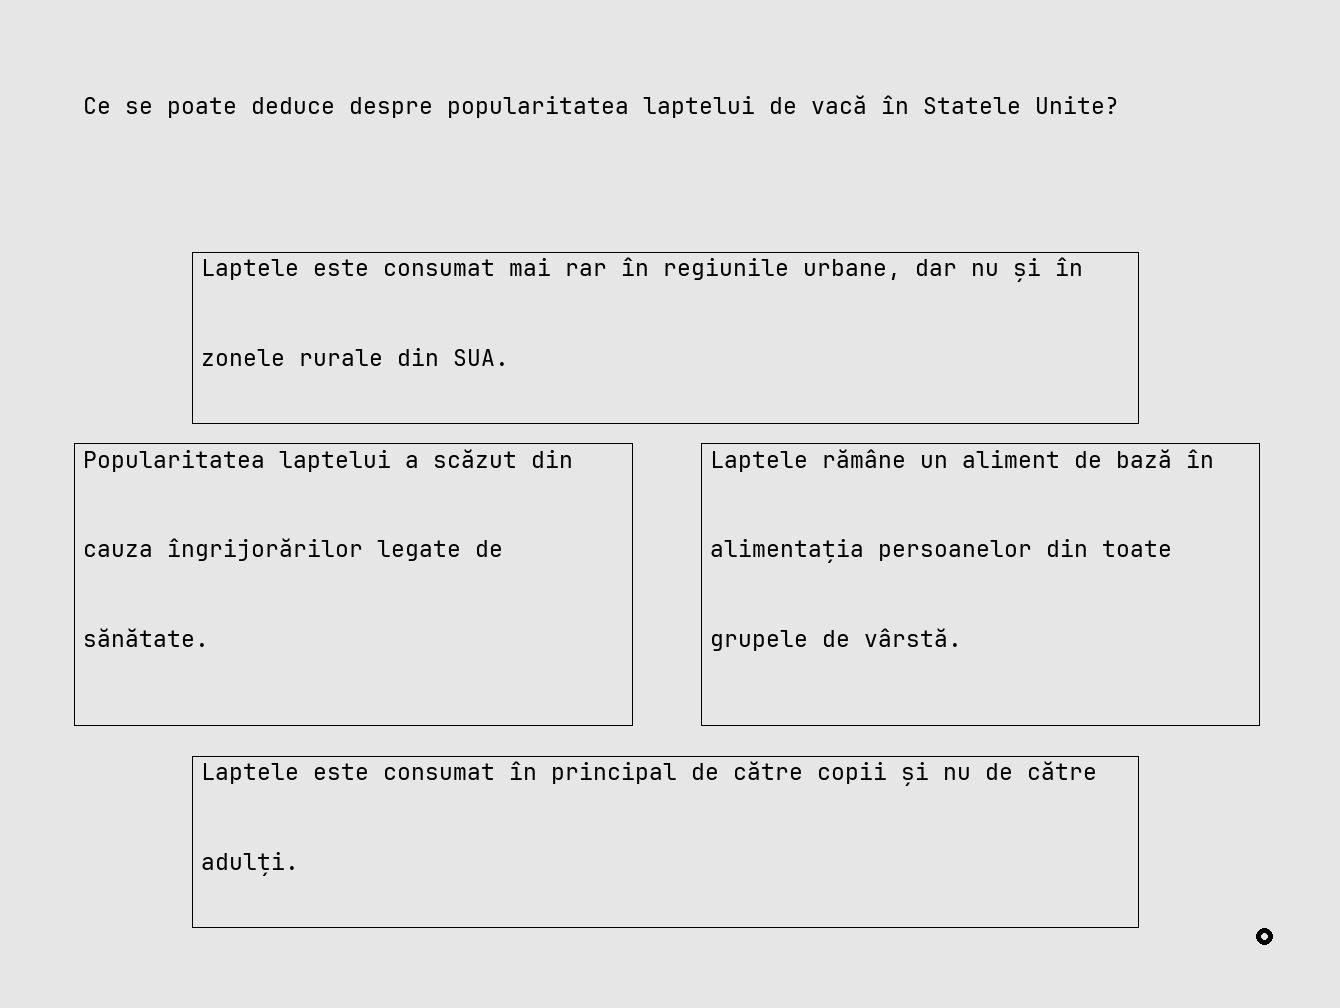 Ce se poate deduce despre popularitatea laptelui de vacă în Statele Unite?
Laptele este consumat mai rar în regiunile urbane, dar nu și în
zonele rurale din SUA.
Popularitatea laptelui a scăzut din
cauza îngrijorărilor legate de
sănătate.
Laptele rămâne un aliment de bază în
alimentația persoanelor din toate
grupele de vârstă.
Laptele este consumat în principal de către copii și nu de către
adulți.